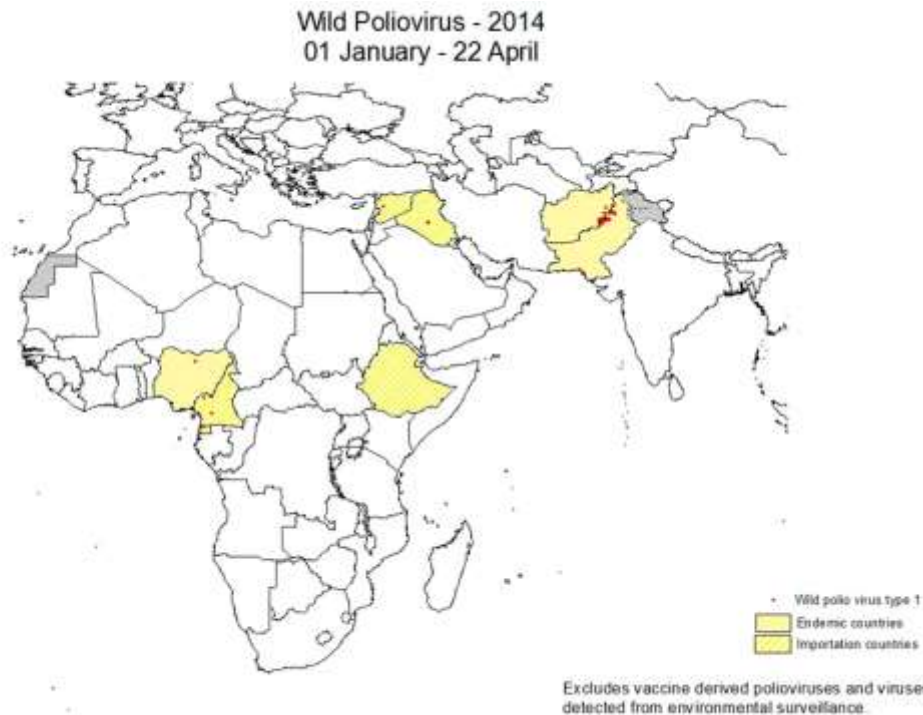 Wild Poliovirus - 2014
01 January - 22 April
Wild polio virus type 1
Endemic countries
Importation countries
Excludes vaccine derived polioviruses and viruse
detected from environmental surveillance.